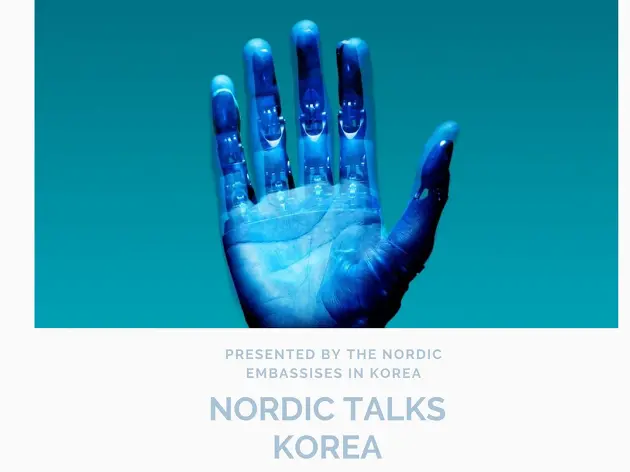 PRESENTED BY THE NORDIC
EMBASSISES IN KOREA
NORDIC TALKS
KOREA